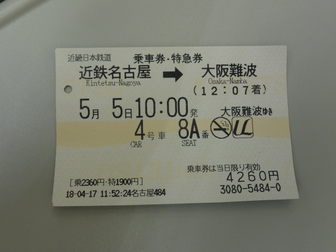 近畿日本鉄道 乗車券・特急券
近鉄名古屋 → 大阪難波
Kintetsu-Nagoya Osaka-Namba
(12:07着)
5月 5日 10:00発 大阪難波ゆき
4号車 8A番
CAR SEAT
乗車券は当日限り有効
[乗2360円・特1900円] 4260円
18-04-17 11:52:24名古屋484 3080-5484-0